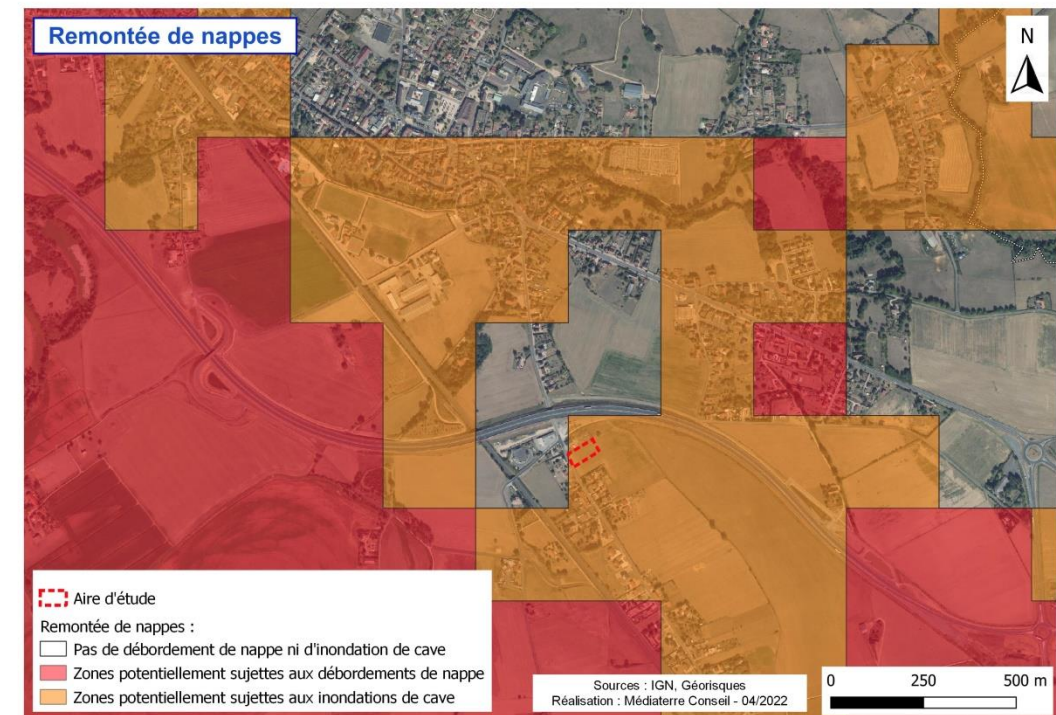 Remontée de nappes
N
Aire d'étude
Remontée de nappes :
Pas de débordement de nappe ni d'inondation de cave
Zones potentiellement sujettes aux débordements de nappe
Zones potentiellement sujettes aux inondations de cave
Sources : IGN, Géorisques
Réalisation : Médiaterre Conseil - 04/2022
0 250 500 m